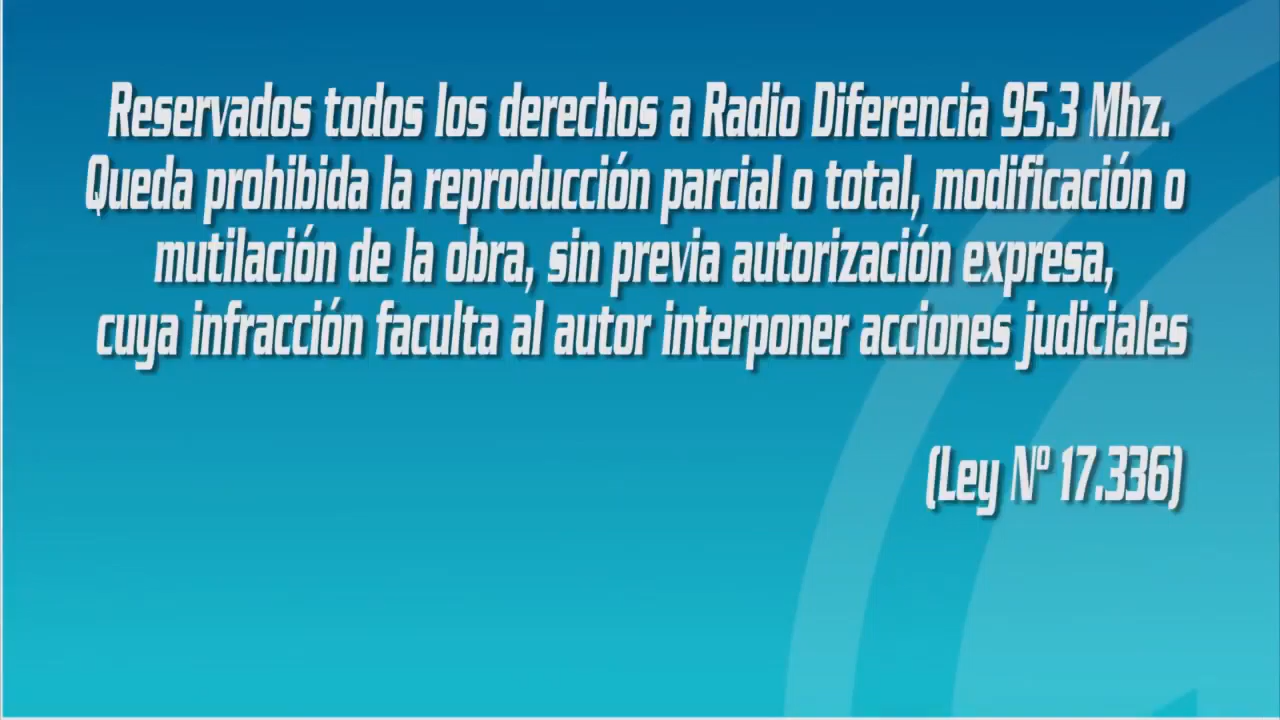 Reservados todos los derechos a Radio Diferencia 95.3 Mhz.
Queda prohibida la reproducción parcial o total, modificación o
mutilación de la obra, sin previa autorización expresa,
cuya infracción faculta al autor interponer acciones judiciales
(Ley Nº 17.336)